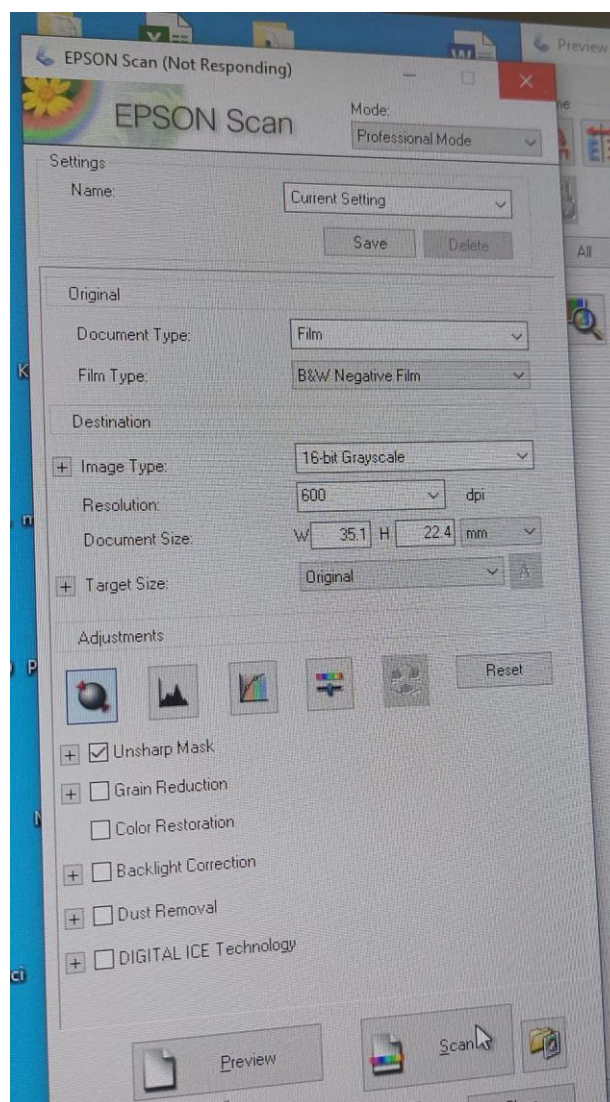 EPSON Scan (Not Responding)
Preview
EPSON Scan
Mode:
Professional Mode
Settings
Name:
Current Setting
Save
Delete
All
Original
Document Type:
Film
Film Type:
B&W Negative Film
Destination
Image Type:
16-bit Grayscale
Resolution:
600
dpi
Document Size:
W 35.1 H 22.4 mm
Target Size:
Original
A
Adjustments
Reset
Unsharp Mask
Grain Reduction
Color Restoration
Backlight Correction
Dust Removal
DIGITAL ICE Technology
Preview
Scan